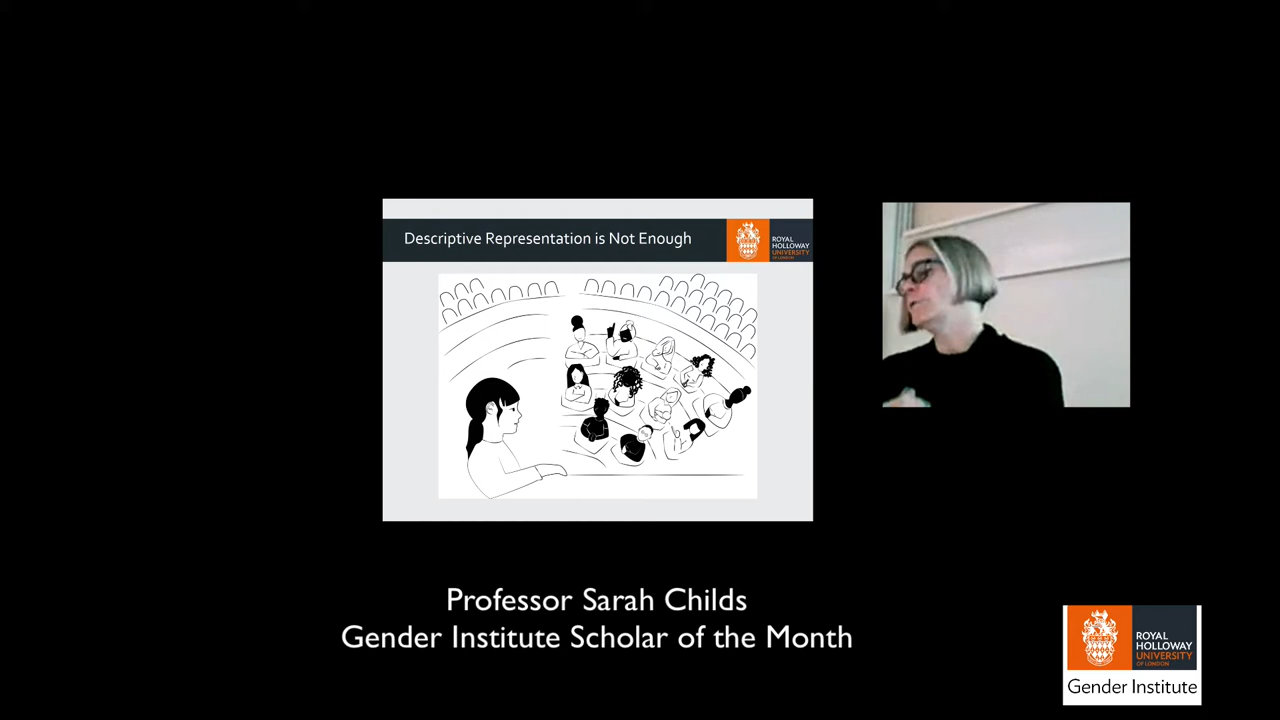 Descriptive Representation is Not Enough
ROYAL
HOLLOWAY
UNIVERSITY
OF LONDON
Professor Sarah Childs
Gender Institute Scholar of the Month
ROYAL
HOLLOWAY
UNIVERSITY
OF LONDON
Gender Institute